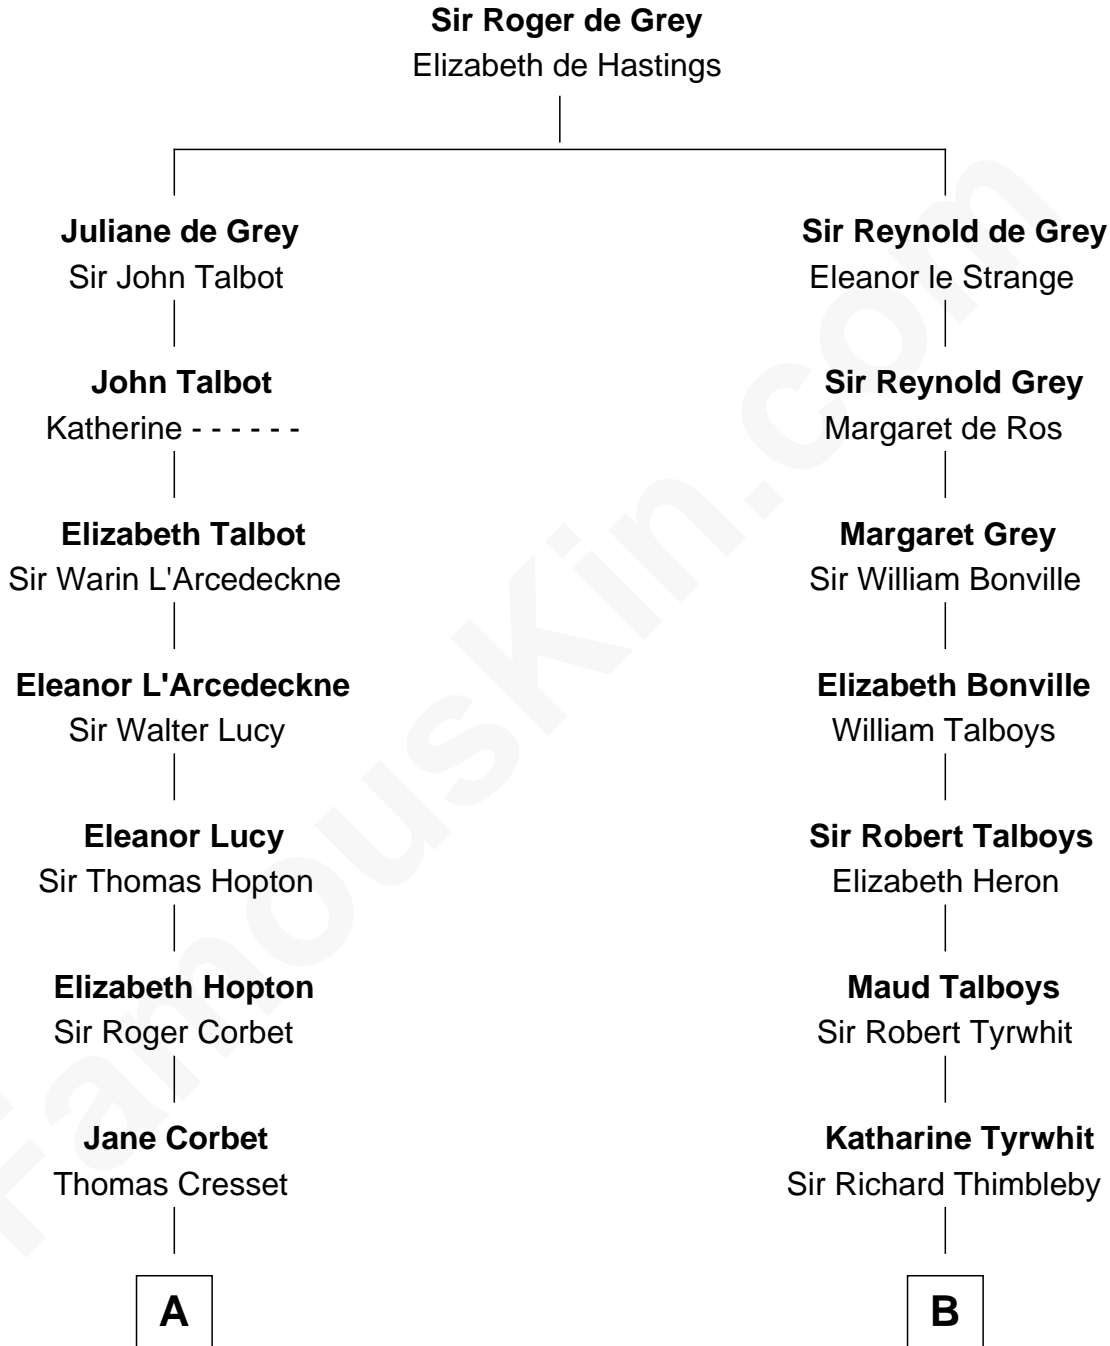 Sir Roger de Grey
Elizabeth de Hastings
Juliane de Grey
Sir John Talbot
Sir Reynold de Grey
Eleanor le Strange
John Talbot
Katherine - - - - - -
Sir Reynold Grey
Margaret de Ros
Elizabeth Talbot
Sir Warin L'Arcedeckne
Margaret Grey
Sir William Bonville
Eleanor L'Arcedeckne
Sir Walter Lucy
Elizabeth Bonville
William Talboys
Eleanor Lucy
Sir Thomas Hopton
Sir Robert Talboys
Elizabeth Heron
Elizabeth Hopton
Sir Roger Corbet
Maud Talboys
Sir Robert Tyrwhit
Jane Corbet
Thomas Cresset
Katharine Tyrwhit
Sir Richard Thimbleby
A
B
FamousKin.com